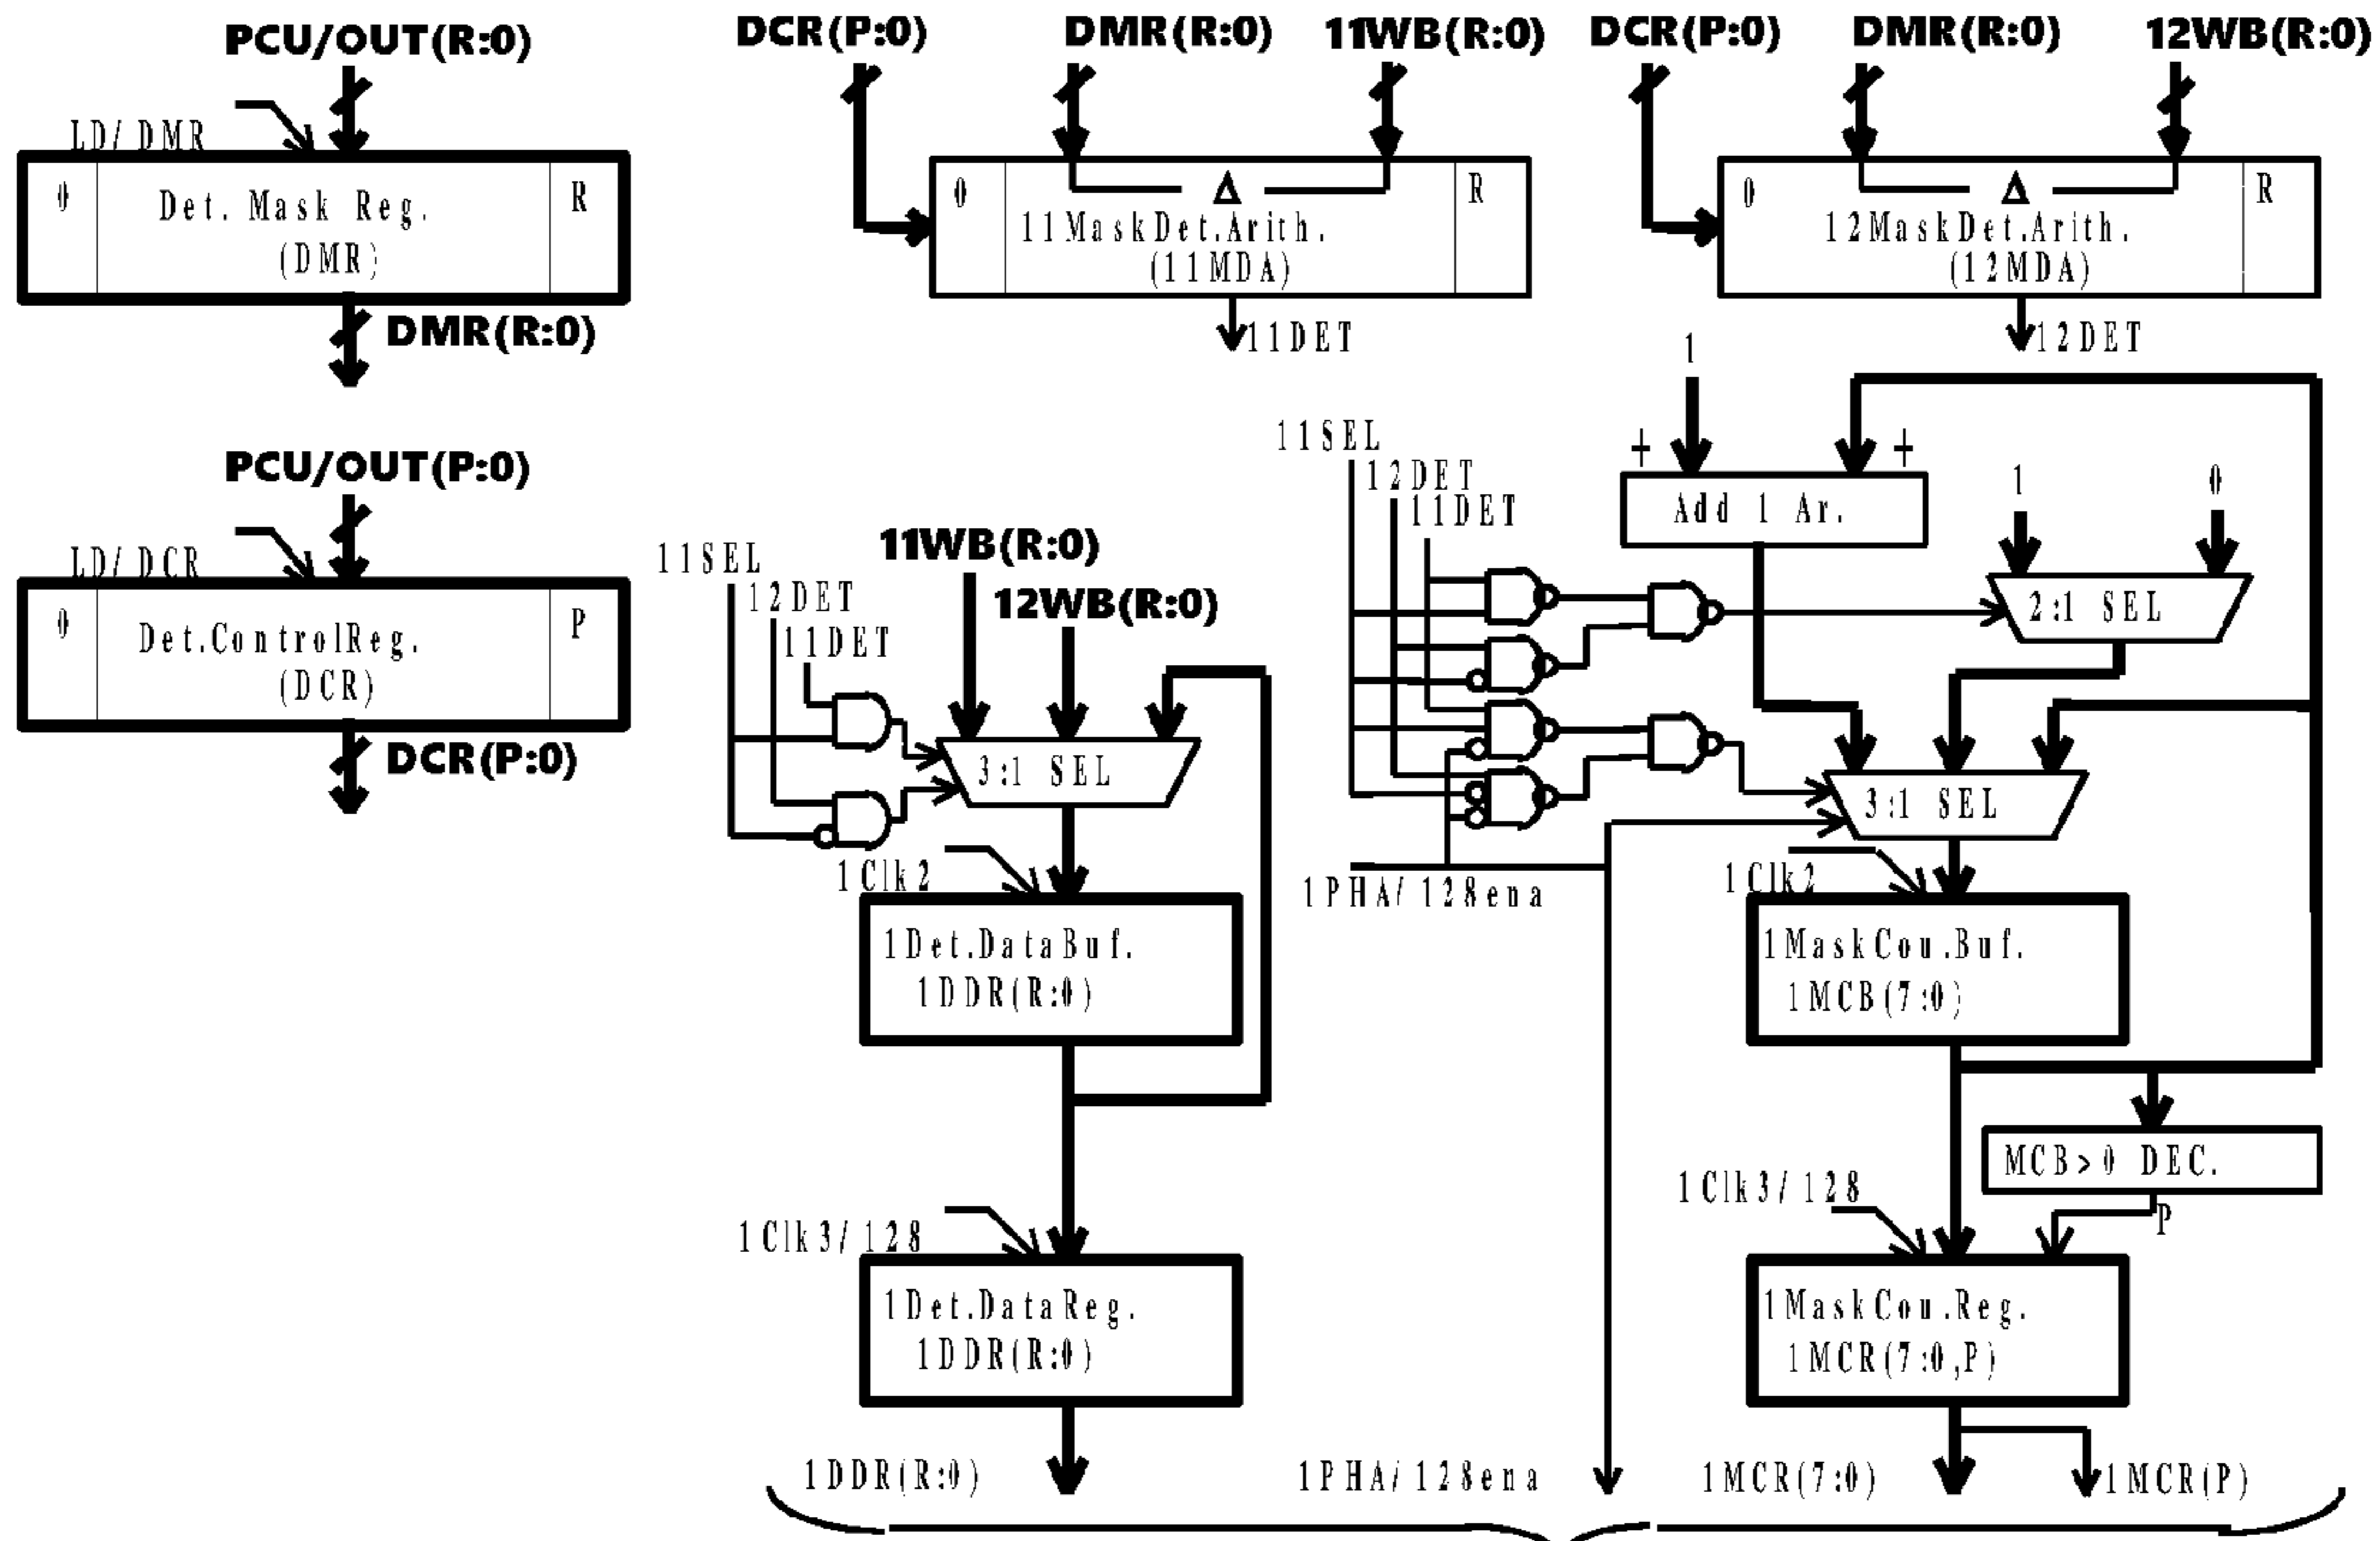 PCU/OUT(R:0)
LD/ DMR
0
Det. Mask Reg.
R
(DMR)
DMR(R:0)
PCU/OUT(P:0)
LD/ DCR
0
Det.ControlReg.
P
(DCR)
DCR(P:0)
DCR(P:0)
DMR(R:0)
11WB(R:0)
0
Δ
R
11MaskDet.Arith.
(11MDA)
11DET
DCR(P:0)
DMR(R:0)
12WB(R:0)
0
Δ
R
12MaskDet.Arith.
(12MDA)
12DET
11SEL
12DET
11DET
11WB(R:0)
12WB(R:0)
3:1 SEL
1Clk2
1Det.DataBuf.
1DDR(R:0)
1Clk3/ 128
1Det.DataReg.
1DDR(R:0)
1DDR(R:0)
11SEL
12DET
11DET
1
+
+
Add 1 Ar.
1
0
2:1 SEL
3:1 SEL
1PHA/ 128ena
1Clk2
1MaskCou.Buf.
1MCB(7:0)
MCB>0 DEC.
P
1Clk3/ 128
1MaskCou.Reg.
1MCR(7:0,P)
1PHA/ 128ena
1MCR(7:0)
1MCR(P)